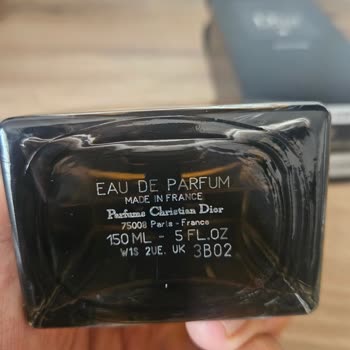 Dior
EAU DE PARFUM
MADE IN FRANCE
Parfums Christian Dior
75008 Paris - France
150 ML - 5 FL.OZ
W1S 2UE. UK 3B02